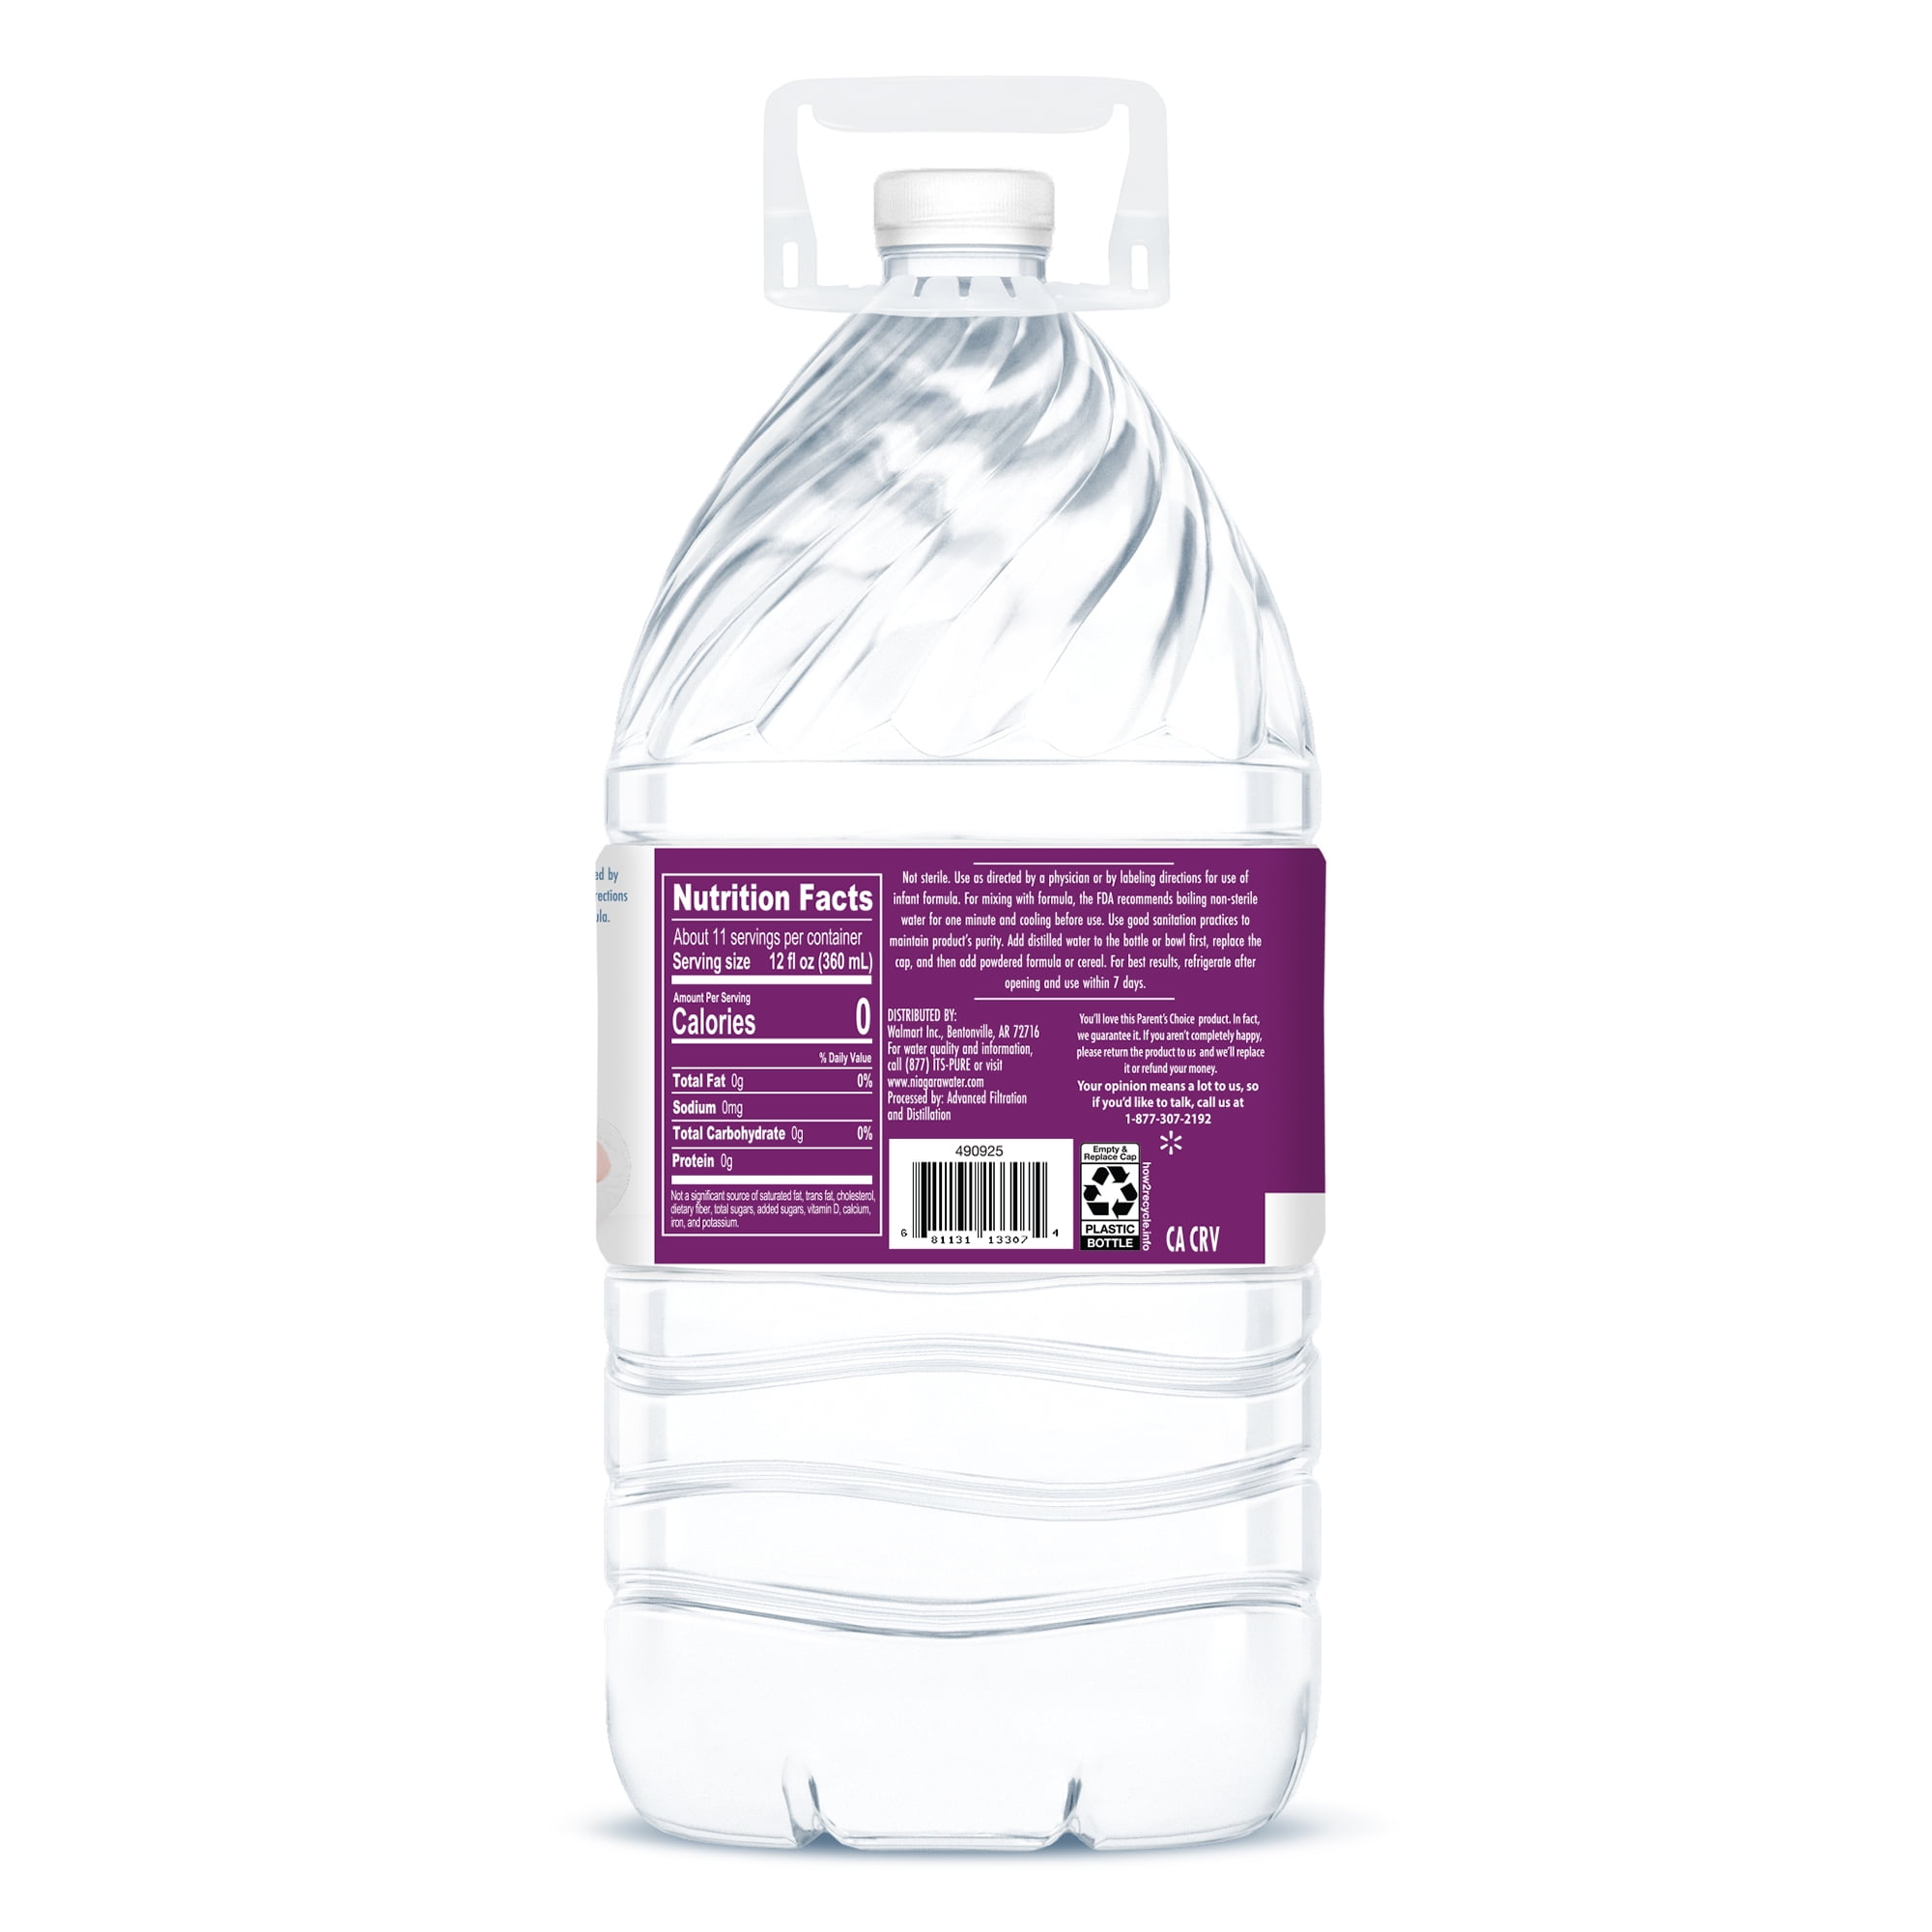 ed by
rections
ula.
Nutrition Facts
About 11 servings per container
Serving size 12 fl oz (360 mL)
Amount Per Serving
Calories 0
% Daily Value
Total Fat 0g 0%
Sodium 0mg
Total Carbohydrate 0g 0%
Protein 0g
Not a significant source of saturated fat, trans fat, cholesterol,
dietary fiber, total sugars, added sugars, vitamin D, calcium,
iron, and potassium.
Not sterile. Use as directed by a physician or by labeling directions for use of
infant formula. For mixing with formula, the FDA recommends boiling non-sterile
water for one minute and cooling before use. Use good sanitation practices to
maintain product's purity. Add distilled water to the bottle or bowl first, replace the
cap, and then add powdered formula or cereal. For best results, refrigerate after
opening and use within 7 days.
DISTRIBUTED BY:
Walmart Inc., Bentonville, AR 72716
For water quality and information,
call (877) ITS-PURE or visit
www.niagarawater.com
Processed by: Advanced Filtration
and Distillation
You'll love this Parent's Choice product. In fact,
we guarantee it. If you aren't completely happy,
please return the product to us and we'll replace
it or refund your money.
Your opinion means a lot to us, so
if you'd like to talk, call us at
1-877-307-2192
490925
6 81131 13307 4
Empty &
Replace Cap
PLASTIC
BOTTLE
how2recycle.info
CA CRV